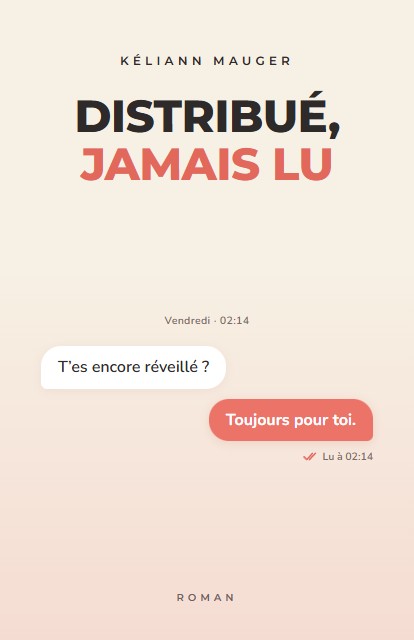 KÉLIANN MAUGER
DISTRIBUÉ,
JAMAIS LU
Vendredi · 02:14
T’es encore réveillé ?
Toujours pour toi.
Lu à 02:14
ROMAN